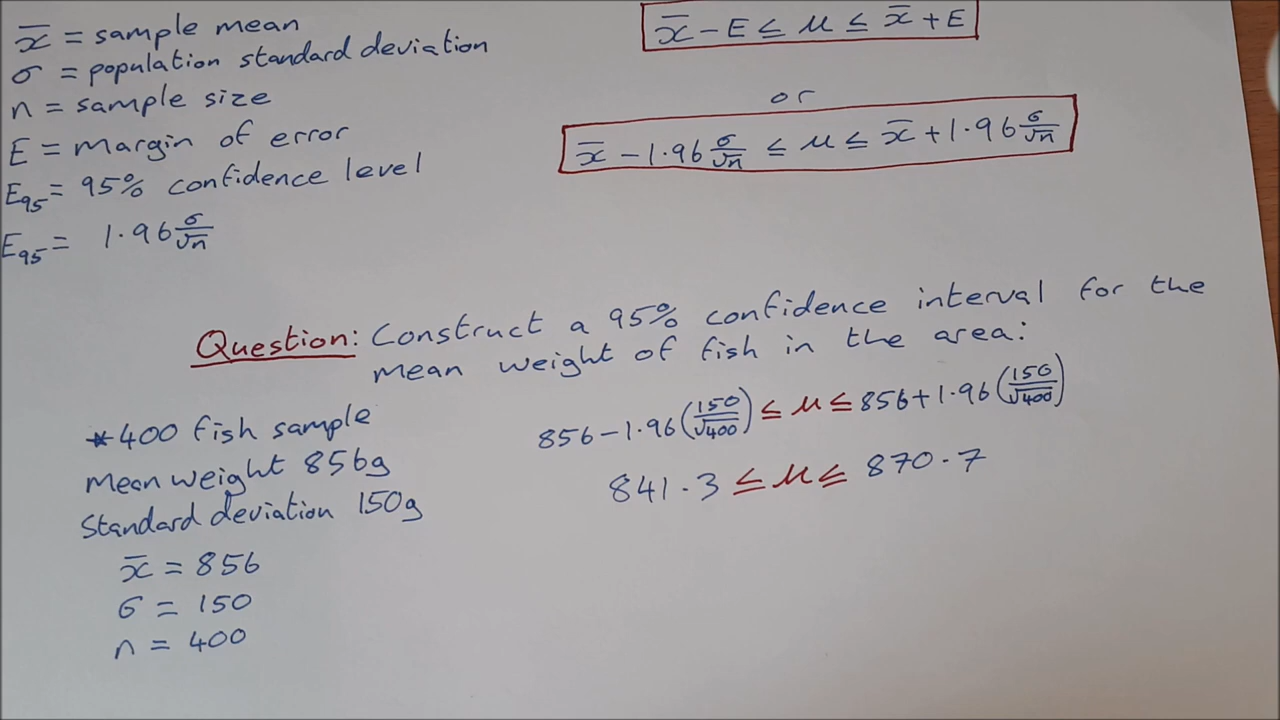 x̄ = sample mean
σ = population standard deviation
n = sample size
E = Margin of error
E₉₅ = 95% confidence level
E₉₅ = 1.96 σ/√n
x̄ - E ≤ μ ≤ x̄ + E
or
x̄ - 1.96 σ/√n ≤ μ ≤ x̄ + 1.96 σ/√n
Question: Construct a 95% confidence interval for the
mean weight of fish in the area:
*400 fish sample
Mean weight 856g
Standard deviation 150g
x̄ = 856
σ = 150
n = 400
856 - 1.96(150/√400) ≤ μ ≤ 856 + 1.96(150/√400)
841.3 ≤ μ ≤ 870.7